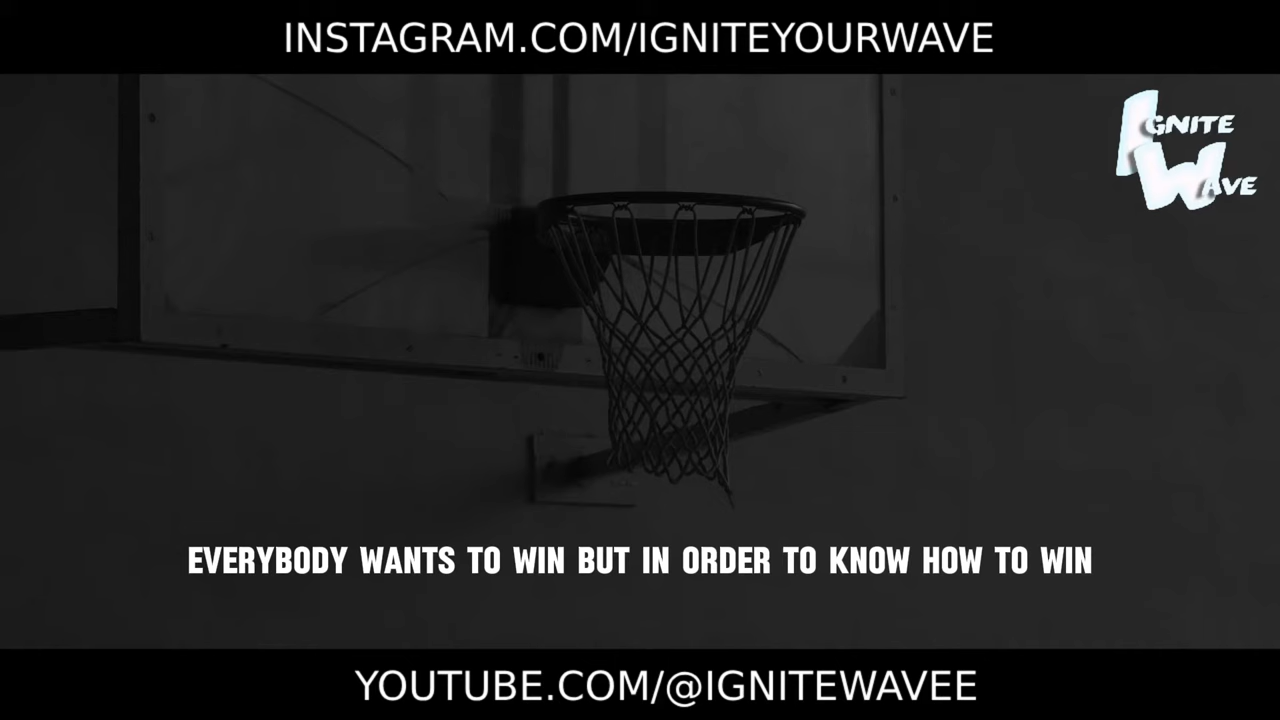 INSTAGRAM.COM/IGNITEYOURWAVE
IGNITE
WAVE
EVERYBODY WANTS TO WIN BUT IN ORDER TO KNOW HOW TO WIN
YOUTUBE.COM/@IGNITEWAVEE